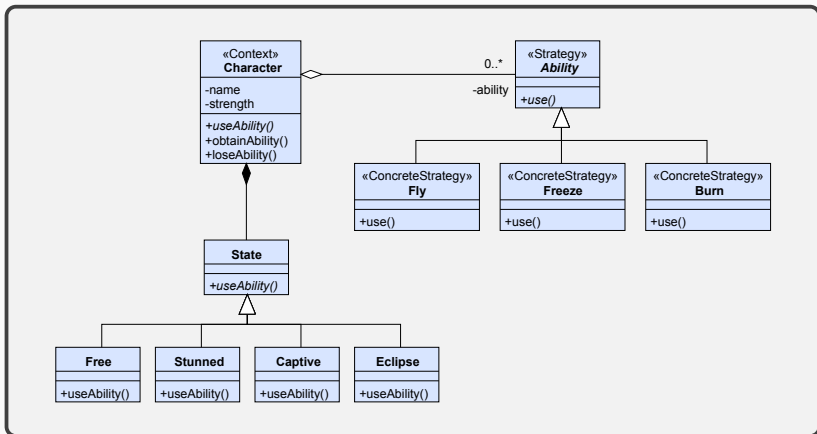 «Context»
Character
-name
-strength
+useAbility()
+obtainAbility()
+loseAbility()
0..*
-ability
«Strategy»
Ability
+use()
«ConcreteStrategy»
Fly
+use()
«ConcreteStrategy»
Freeze
+use()
«ConcreteStrategy»
Burn
+use()
State
+useAbility()
Free
+useAbility()
Stunned
+useAbility()
Captive
+useAbility()
Eclipse
+useAbility()